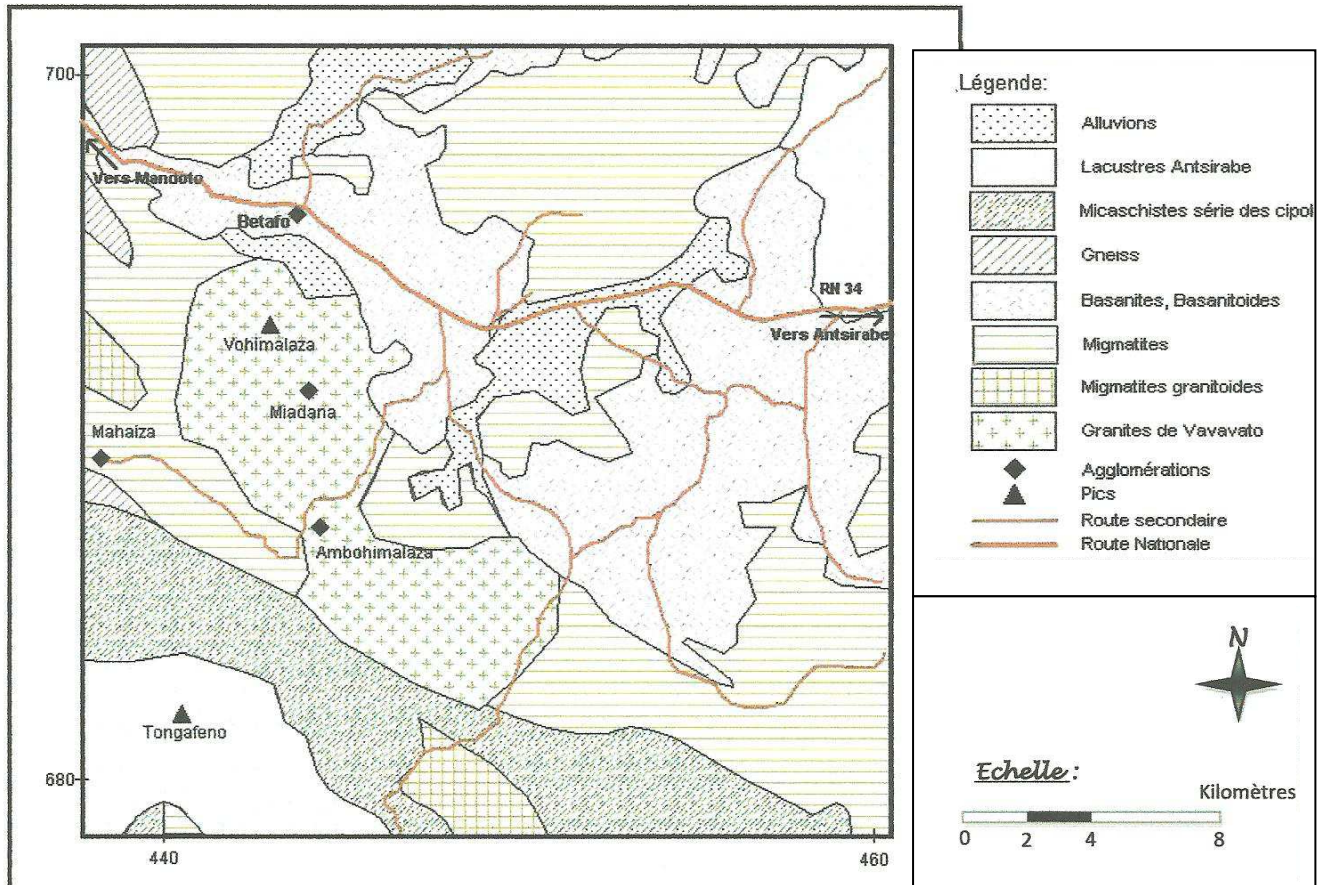 700
Vers Mandoto
Betafo
RN 34
Vers Antsirabe
Vohimalaza
Miadana
Mahaiza
Ambohimalaza
Tongafeno
680
440
460
Légende:
Alluvions
Lacustres Antsirabe
Micaschistes série des cipol
Gneiss
Basanites, Basanitoides
Migmatites
Migmatites granitoides
Granites de Vavavato
Agglomérations
Pics
Route secondaire
Route Nationale
N
Echelle :
Kilomètres
0 2 4 8